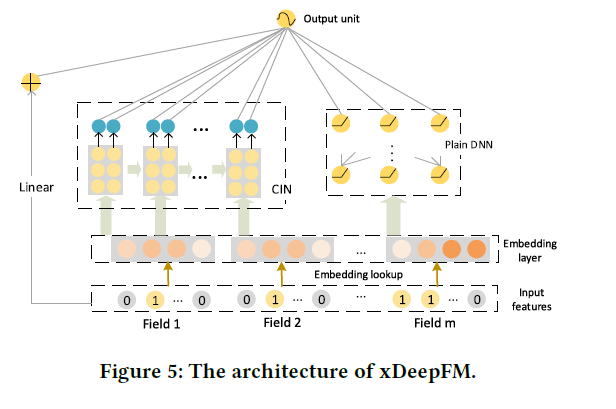 Output unit
...
Plain DNN
...
CIN
Linear
Embedding
layer
...
Embedding lookup
0 1 ... 0 0 1 ... 0 ... 1 1 ... 0
Input
features
Field 1 Field 2 Field m
Figure 5: The architecture of xDeepFM.